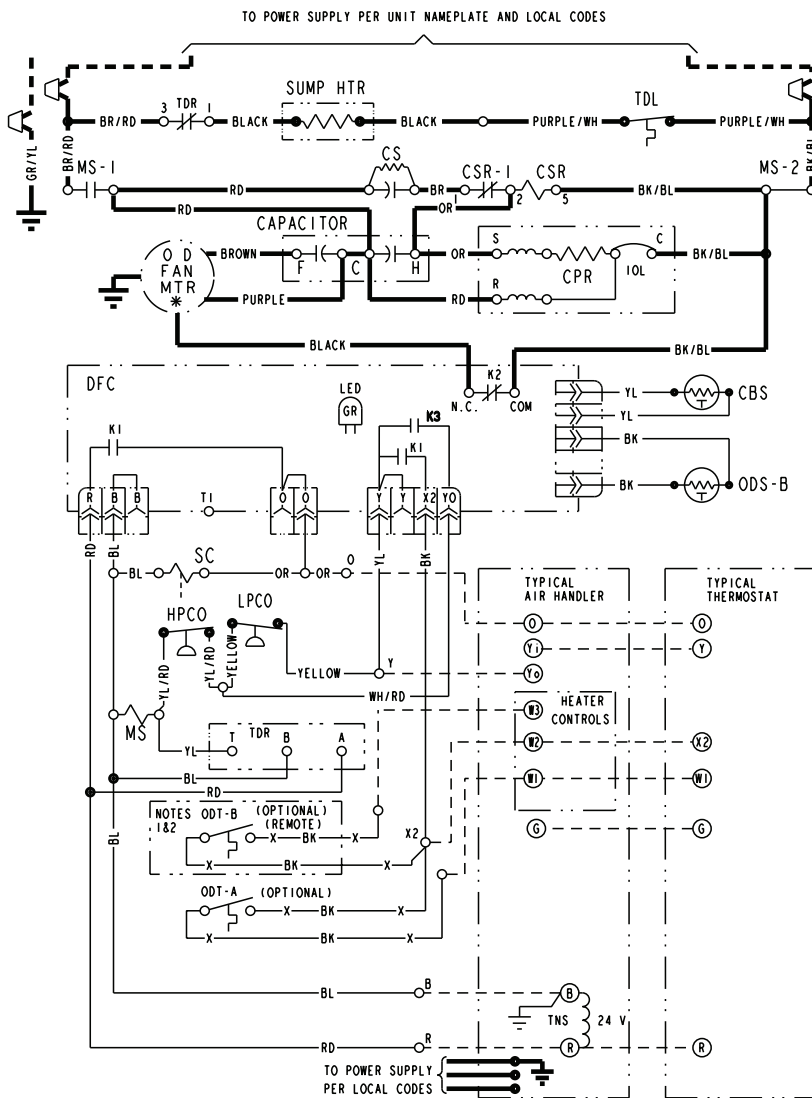 TO POWER SUPPLY PER UNIT NAMEPLATE AND LOCAL CODES
SUMP HTR
TDL
3 TDR 1
BR/RD
BLACK
BLACK
PURPLE/WH
PURPLE/WH
GR/YL
BR/RD
BK/BL
MS-1
CS
CSR-1
CSR
MS-2
RD
BR
1
2
5
BK/BL
RD
OR
CAPACITOR
O D
FAN
MTR
*
BROWN
F
C
H
OR
S
C
CPR
IOL
BK/BL
PURPLE
RD
R
BLACK
BK/BL
DFC
LED
GR
K2
N.C.
COM
YL
CBS
YL
BK
BK
ODS-B
K1
K3
K1
R
B
B
T1
O
O
Y
Y
X2
YO
RD
BL
YL
BK
SC
BL
OR
OR
O
TYPICAL
AIR HANDLER
TYPICAL
THERMOSTAT
HPCO
LPCO
O
O
Yi
Y
YL/RD
YL/RD
YELLOW
YELLOW
Y
Yo
WH/RD
HEATER
CONTROLS
W3
MS
TDR
T
B
A
YL
W2
X2
BL
RD
W1
W1
NOTES
1&2
ODT-B
(OPTIONAL)
(REMOTE)
X
BK
X
X2
G
G
BL
X
BK
X
ODT-A
(OPTIONAL)
X
BK
X
X
BK
X
BL
B
B
TNS
24 V
RD
R
R
R
TO POWER SUPPLY
PER LOCAL CODES